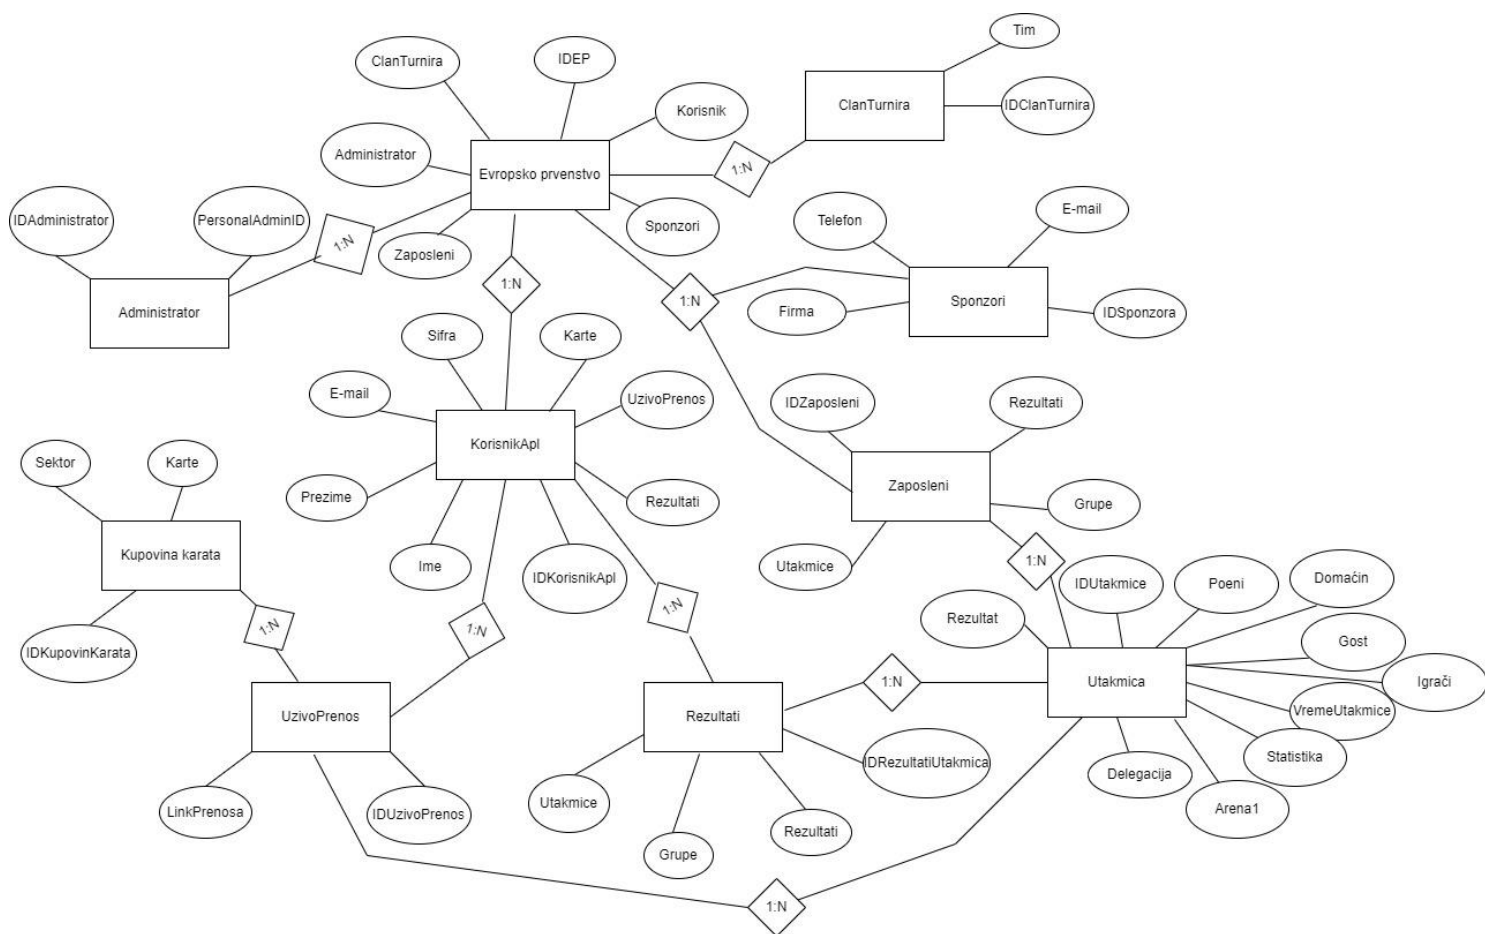 Tim
ClanTurnira
IDEP
ClanTurnira
IDClanTurnira
Korisnik
Administrator
Evropsko prvenstvo
1:N
IDAdministrator
PersonalAdminID
1:N
Zaposleni
Sponzori
Telefon
E-mail
1:N
1:N
Administrator
Firma
Sponzori
IDSponzora
Sifra
Karte
E-mail
UzivoPrenos
IDZaposleni
Rezultati
KorisnikApl
Sektor
Karte
Prezime
Rezultati
Zaposleni
Grupe
Kupovina karata
Ime
IDKorisnikApl
Utakmice
1:N
IDUtakmice
Poeni
Domaćin
1:N
1:N
1:N
Rezultat
Gost
IDKupovinKarata
Igrači
1:N
Utakmica
UzivoPrenos
Rezultati
VremeUtakmice
IDRezultatiUtakmica
Statistika
Delegacija
LinkPrenosa
IDUzivoPrenos
Utakmice
Arena1
Rezultati
Grupe
1:N